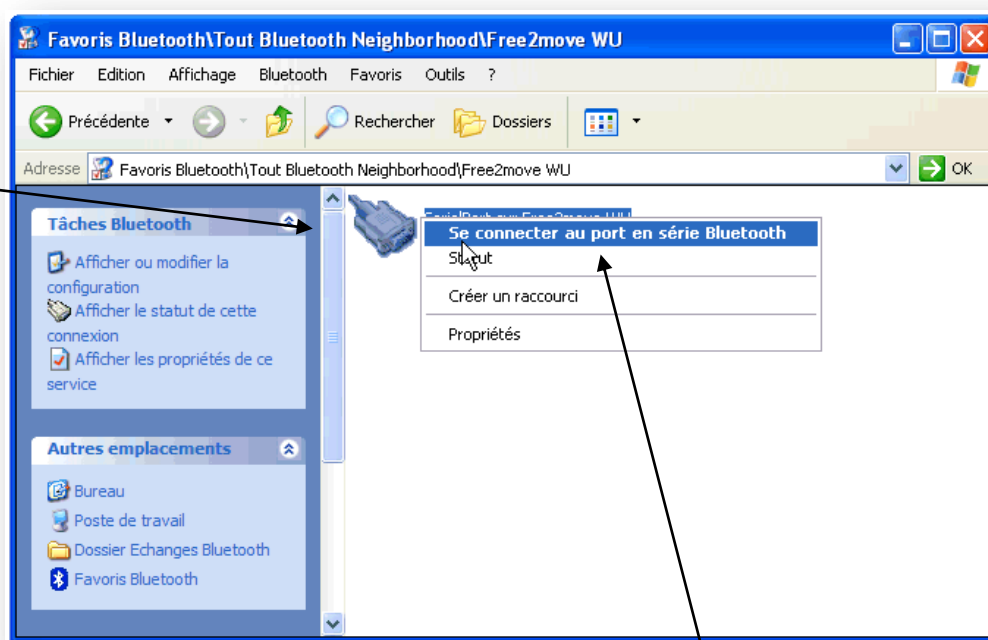 Favoris Bluetooth\Tout Bluetooth Neighborhood\Free2move WU
Fichier Edition Affichage Bluetooth Favoris Outils ?
Précédente Rechercher Dossiers
Adresse Favoris Bluetooth\Tout Bluetooth Neighborhood\Free2move WU OK
Tâches Bluetooth
Afficher ou modifier la
configuration
Afficher le statut de cette
connexion
Afficher les propriétés de ce
service
Autres emplacements
Bureau
Poste de travail
Dossier Echanges Bluetooth
Favoris Bluetooth
Se connecter au port en série Bluetooth
Statut
Créer un raccourci
Propriétés